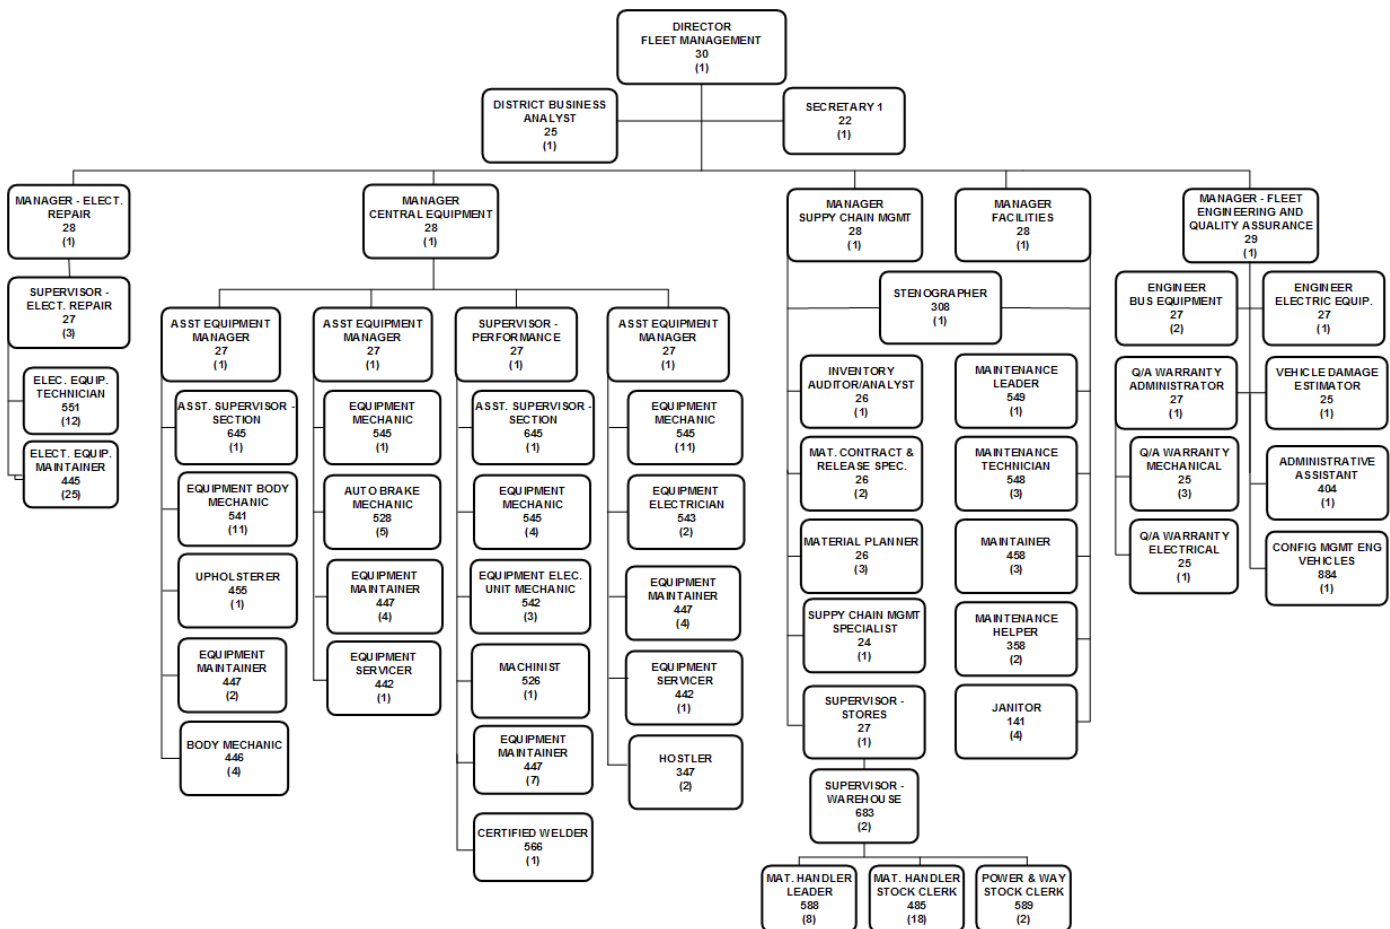 DIRECTOR
FLEET MANAGEMENT
30
(1)
DISTRICT BUSINESS
ANALYST
25
(1)
SECRETARY 1
22
(1)
MANAGER - ELECT.
REPAIR
28
(1)
MANAGER
CENTRAL EQUIPMENT
28
(1)
MANAGER
SUPPLY CHAIN MGMT
28
(1)
MANAGER
FACILITIES
28
(1)
MANAGER - FLEET
ENGINEERING AND
QUALITY ASSURANCE
29
(1)
SUPERVISOR -
ELECT. REPAIR
27
(3)
ELEC. EQUIP.
TECHNICIAN
551
(12)
ELECT. EQUIP.
MAINTAINER
445
(25)
ASST EQUIPMENT
MANAGER
27
(1)
ASST. SUPERVISOR -
SECTION
645
(1)
EQUIPMENT BODY
MECHANIC
541
(11)
UPHOLSTERER
455
(1)
EQUIPMENT
MAINTAINER
447
(2)
BODY MECHANIC
446
(4)
ASST EQUIPMENT
MANAGER
27
(1)
EQUIPMENT
MECHANIC
545
(1)
AUTO BRAKE
MECHANIC
528
(5)
EQUIPMENT
MAINTAINER
447
(4)
EQUIPMENT
SERVICER
442
(1)
SUPERVISOR -
PERFORMANCE
27
(1)
ASST. SUPERVISOR -
SECTION
645
(1)
EQUIPMENT
MECHANIC
545
(4)
EQUIPMENT ELEC.
UNIT MECHANIC
542
(3)
MACHINIST
526
(1)
EQUIPMENT
MAINTAINER
447
(7)
CERTIFIED WELDER
566
(1)
ASST EQUIPMENT
MANAGER
27
(1)
EQUIPMENT
MECHANIC
545
(11)
EQUIPMENT
ELECTRICIAN
543
(2)
EQUIPMENT
MAINTAINER
447
(4)
EQUIPMENT
SERVICER
442
(1)
HOSTLER
347
(2)
STENOGRAPHER
308
(1)
INVENTORY
AUDITOR/ANALYST
26
(1)
MAT. CONTRACT &
RELEASE SPEC.
26
(2)
MATERIAL PLANNER
26
(3)
SUPPLY CHAIN MGMT
SPECIALIST
24
(1)
SUPERVISOR -
STORES
27
(1)
SUPERVISOR -
WAREHOUSE
683
(2)
MAT. HANDLER
LEADER
588
(8)
MAT. HANDLER
STOCK CLERK
485
(18)
POWER & WAY
STOCK CLERK
589
(2)
MAINTENANCE
LEADER
549
(1)
MAINTENANCE
TECHNICIAN
548
(3)
MAINTAINER
458
(3)
MAINTENANCE
HELPER
358
(2)
JANITOR
141
(4)
ENGINEER
BUS EQUIPMENT
27
(2)
ENGINEER
ELECTRIC EQUIP.
27
(1)
Q/A WARRANTY
ADMINISTRATOR
27
(1)
VEHICLE DAMAGE
ESTIMATOR
25
(1)
Q/A WARRANTY
MECHANICAL
25
(3)
ADMINISTRATIVE
ASSISTANT
404
(1)
Q/A WARRANTY
ELECTRICAL
25
(1)
CONFIG MGMT ENG
VEHICLES
884
(1)